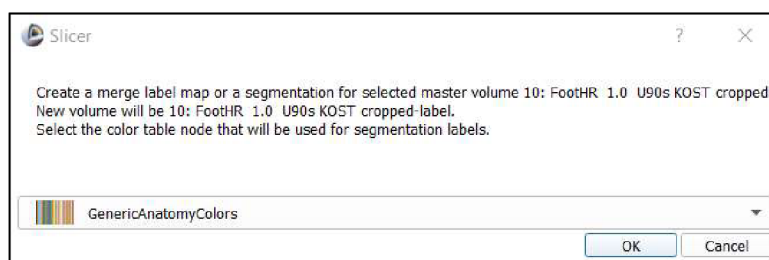 Slicer
Create a merge label map or a segmentation for selected master volume 10: FootHR 1.0 U90s KOST cropped
New volume will be 10: FootHR 1.0 U90s KOST cropped-label.
Select the color table node that will be used for segmentation labels.
GenericAnatomyColors
OK Cancel